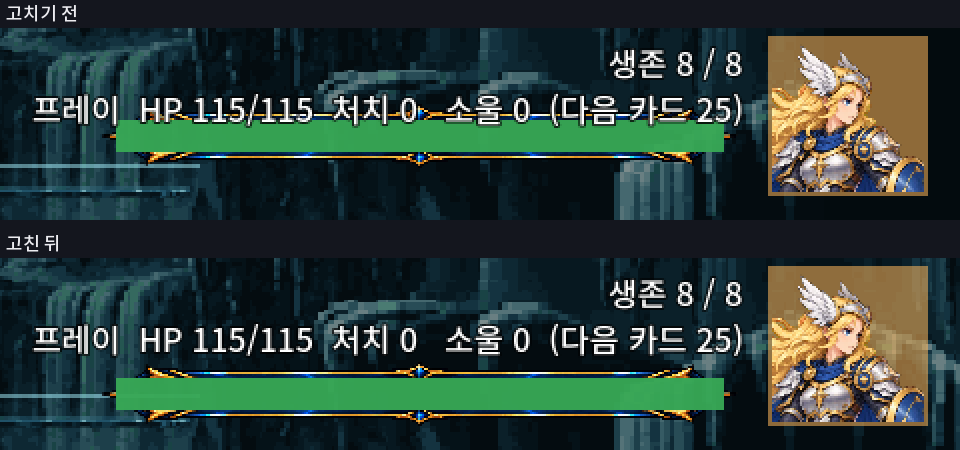 고치기 전
생존 8 / 8
프레이 HP 115/115 처치 0 소울 0 (다음 카드 25)
고친 뒤
생존 8 / 8
프레이 HP 115/115 처치 0 소울 0 (다음 카드 25)